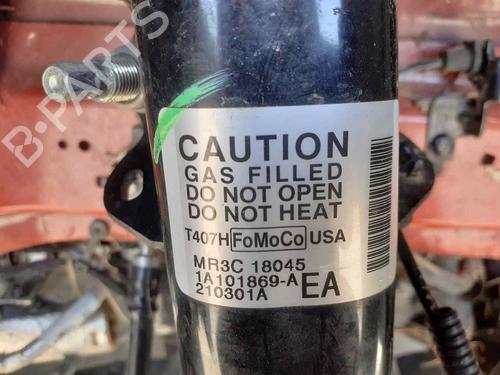 B-PARTS
CAUTION
GAS FILLED
DO NOT OPEN
DO NOT HEAT
T407H FoMoCo USA
MR3C 18045
1A101869-A EA
210301A